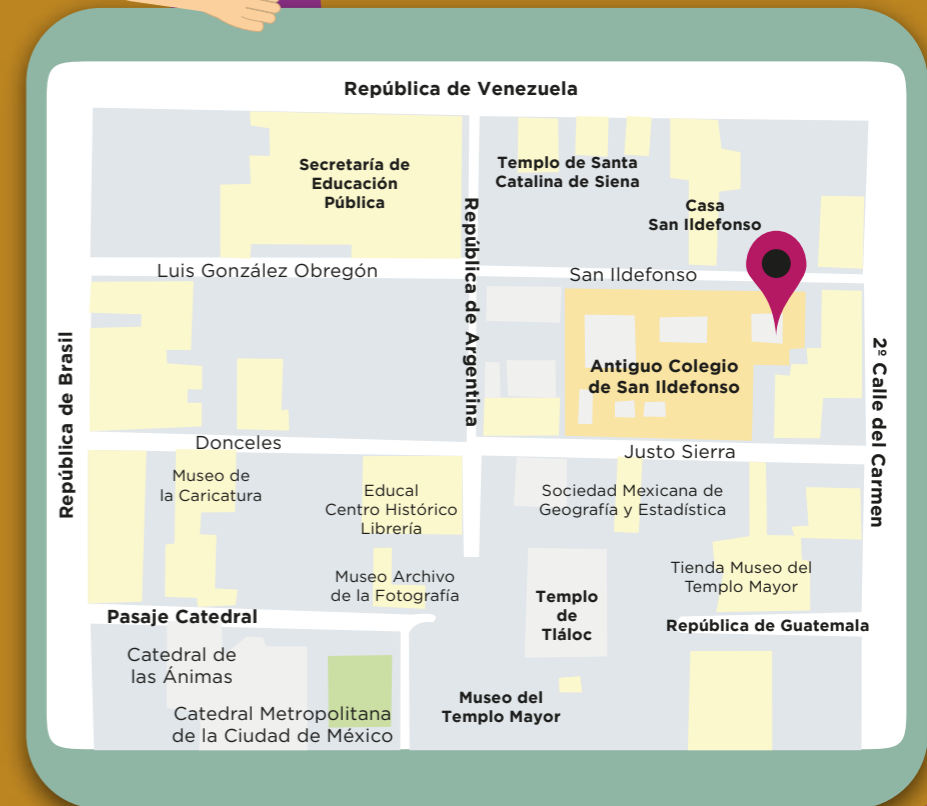 República de Venezuela
Secretaría de
Educación
Pública
Templo de Santa
Catalina de Siena
Casa
San Ildefonso
República de Argentina
Luis González Obregón
San Ildefonso
República de Brasil
Antiguo Colegio
de San Ildefonso
2º Calle del Carmen
Donceles
Justo Sierra
Museo de
la Caricatura
Educal
Centro Histórico
Librería
Sociedad Mexicana de
Geografía y Estadística
Museo Archivo
de la Fotografía
Templo
de
Tláloc
Tienda Museo del
Templo Mayor
Pasaje Catedral
República de Guatemala
Catedral de
las Ánimas
Museo del
Templo Mayor
Catedral Metropolitana
de la Ciudad de México